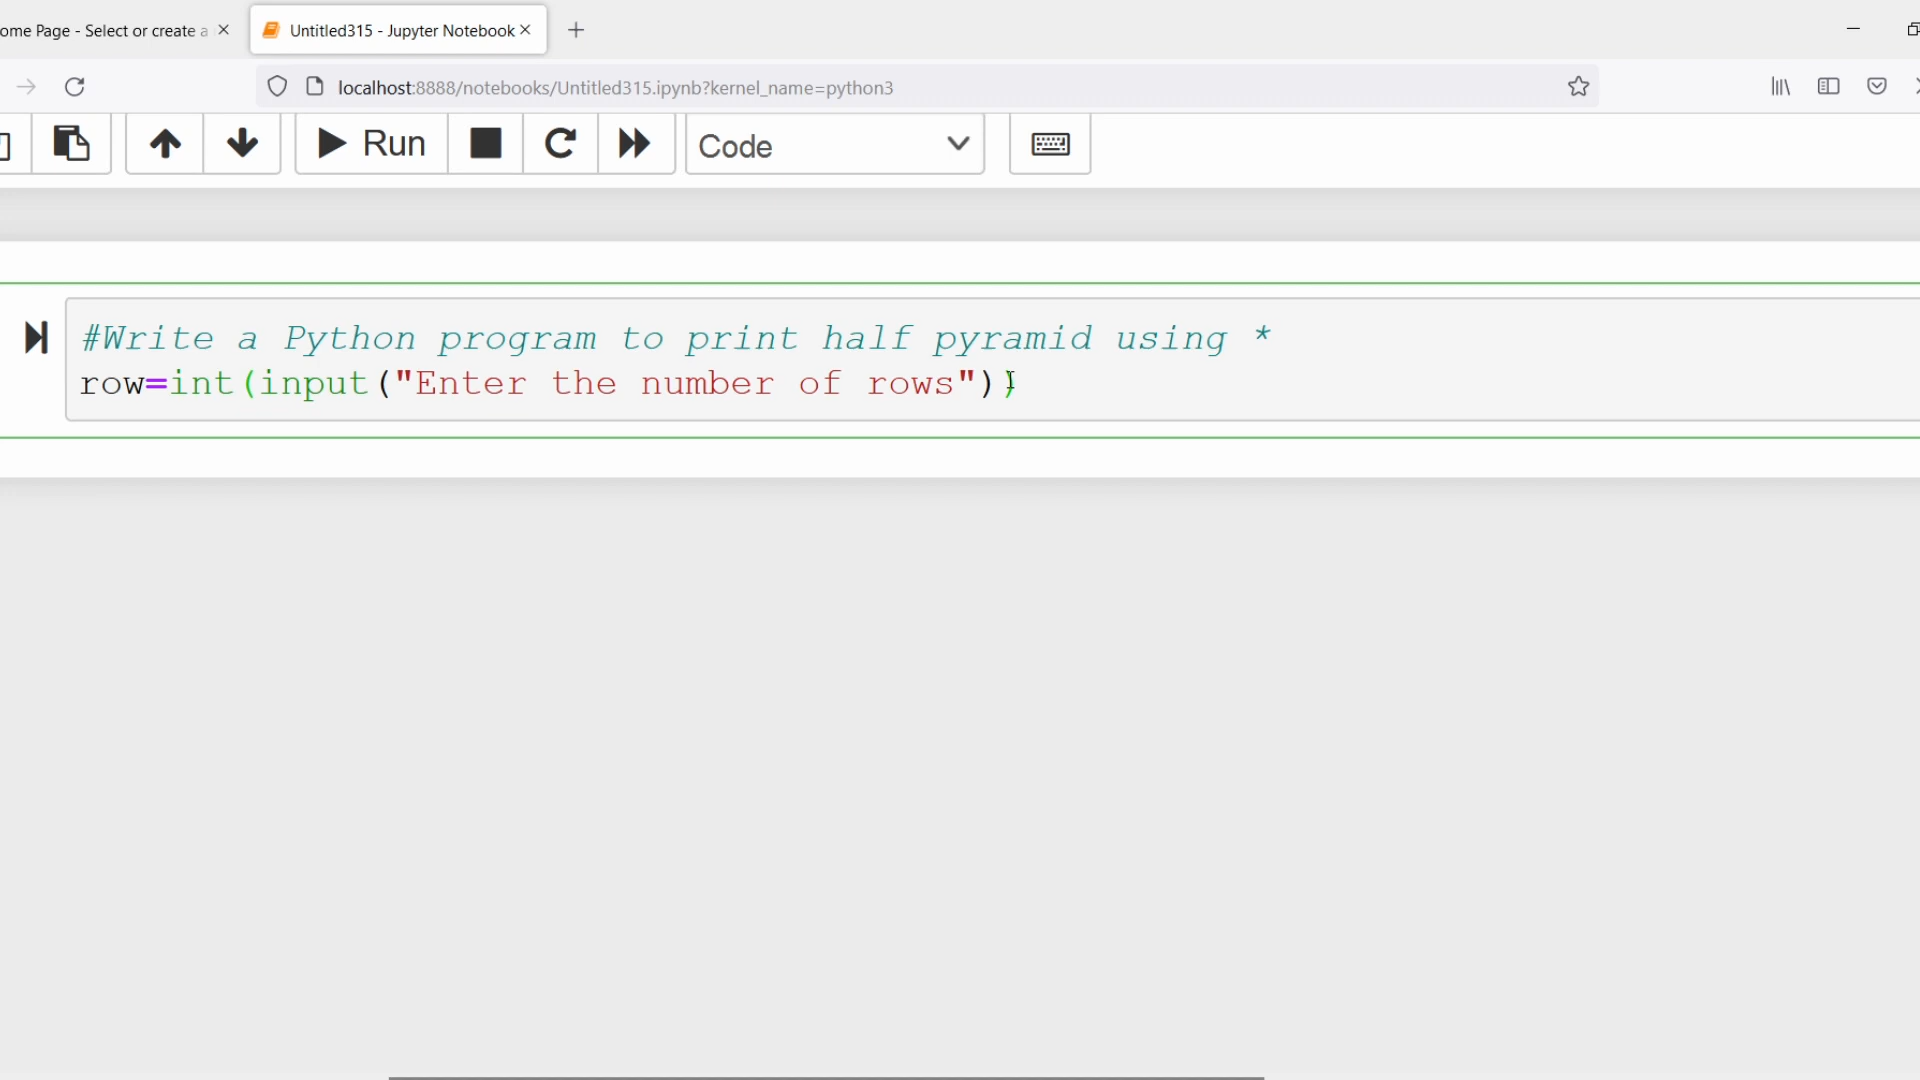 ome Page - Select or create a
Untitled315 - Jupyter Notebook
localhost:8888/notebooks/Untitled315.ipynb?kernel_name=python3
Run
Code
#Write a Python program to print half pyramid using *
row=int(input("Enter the number of rows"))